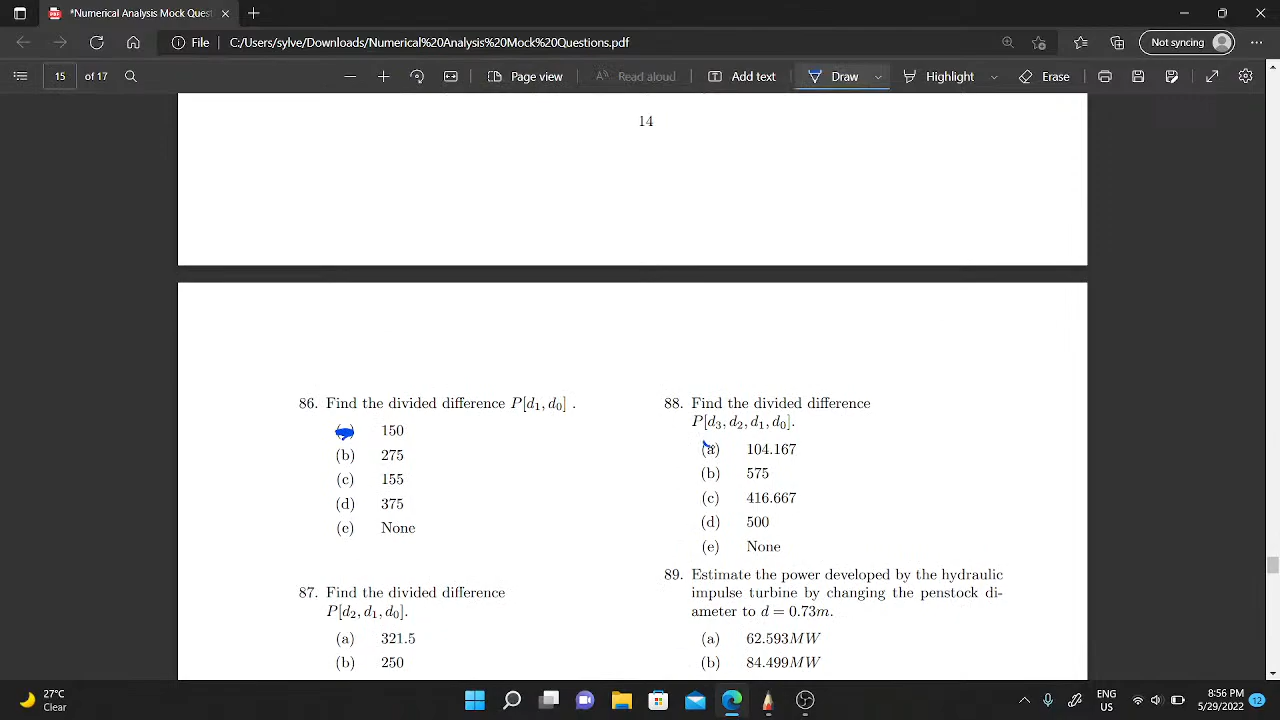 *Numerical Analysis Mock Quest
File
C:/Users/sylve/Downloads/Numerical%20Analysis%20Mock%20Questions.pdf
Not syncing
15 of 17
Page view
Read aloud
Add text
Draw
Highlight
Erase
14
86. Find the divided difference P[d₁, d₀] .
150
(b) 275
(c) 155
(d) 375
(e) None
87. Find the divided difference
P[d₂, d₁, d₀].
(a) 321.5
(b) 250
88. Find the divided difference
P[d₃, d₂, d₁, d₀].
(a) 104.167
(b) 575
(c) 416.667
(d) 500
(e) None
89. Estimate the power developed by the hydraulic
impulse turbine by changing the penstock di-
ameter to d = 0.73m.
(a) 62.593MW
(b) 84.499MW
27°C
Clear
ENG
US
8:56 PM
5/29/2022
12